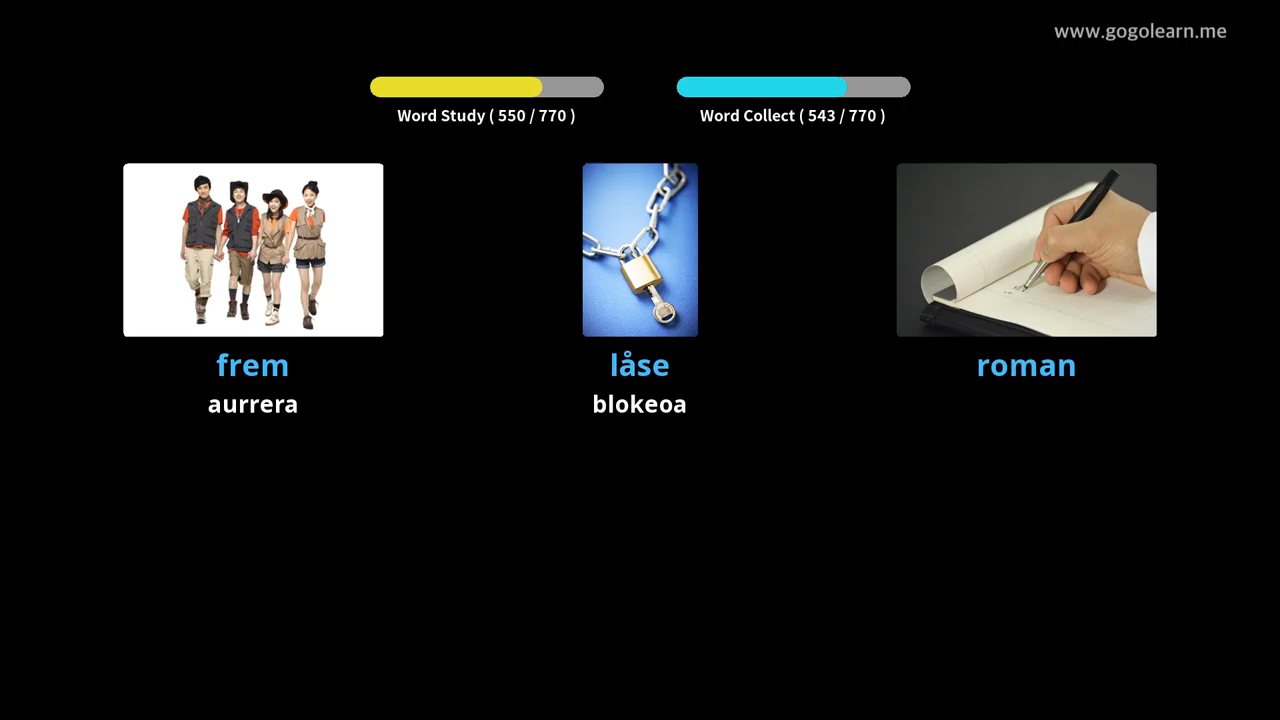 www.gogolearn.me
Word Study ( 550 / 770 )
Word Collect ( 543 / 770 )
frem
låse
roman
aurrera
blokeoa